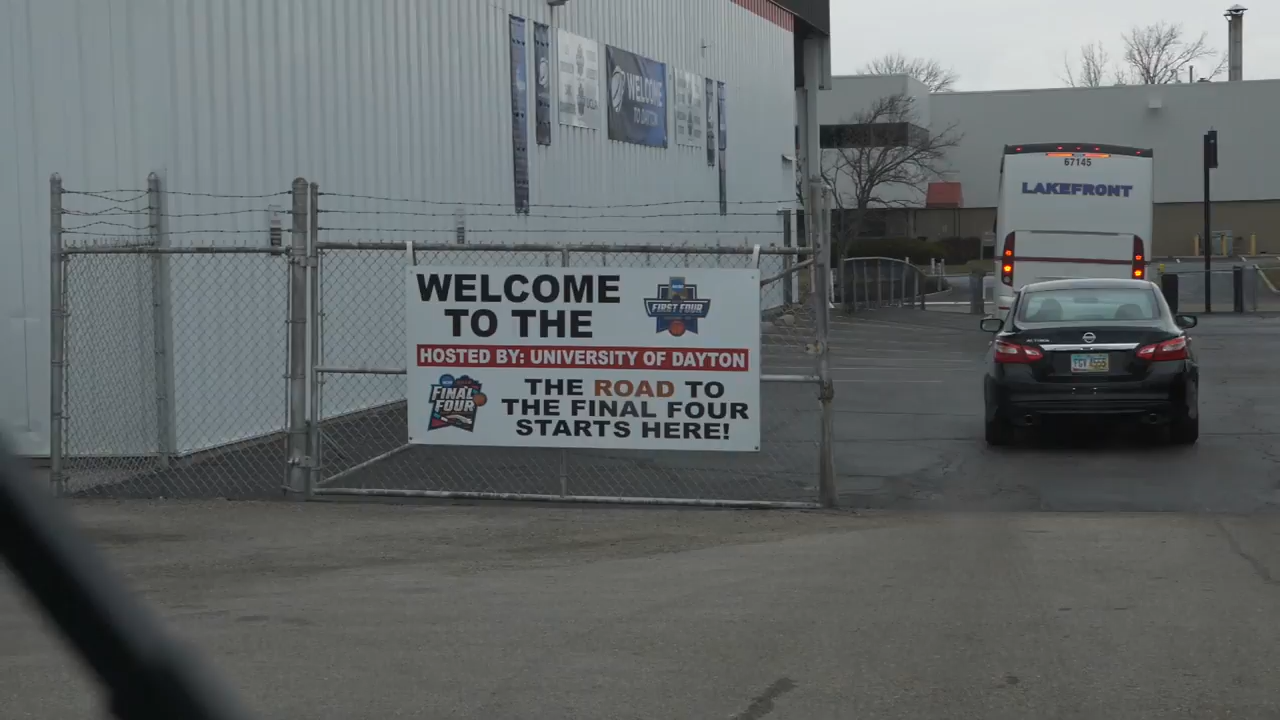 WELCOME
TO DAYTON
67145
LAKEFRONT
WELCOME
TO THE
FIRST FOUR
HOSTED BY: UNIVERSITY OF DAYTON
FINAL
FOUR
THE ROAD TO
THE FINAL FOUR
STARTS HERE!